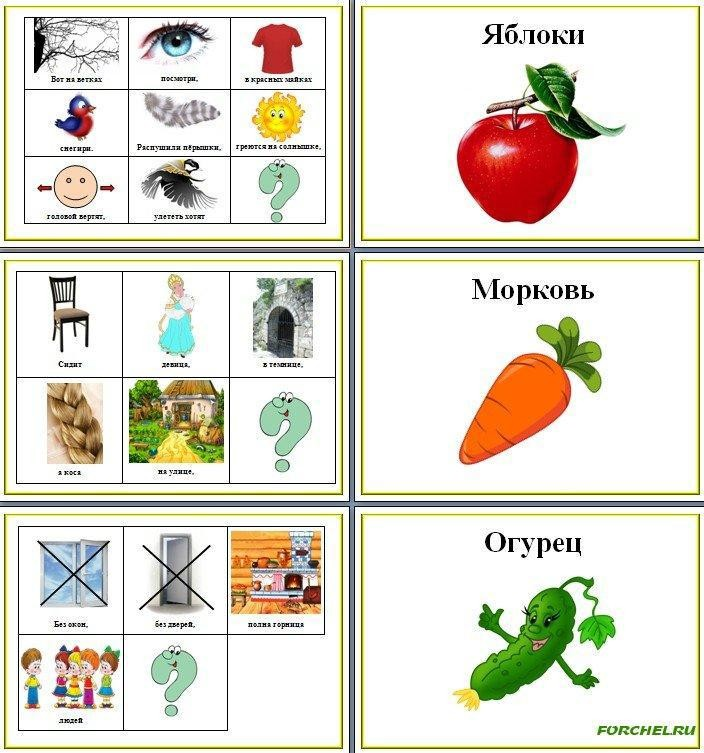 Вот на ветках
посмотри,
в красных майках
снегири.
Распушили пёрышки,
греются на солнышке,
головой вертят,
улететь хотят
Яблоки
Сидит
девица,
в темнице,
а коса
на улице,
Морковь
Без окон,
без дверей,
полна горница
людей
Огурец
FORCHEL.RU